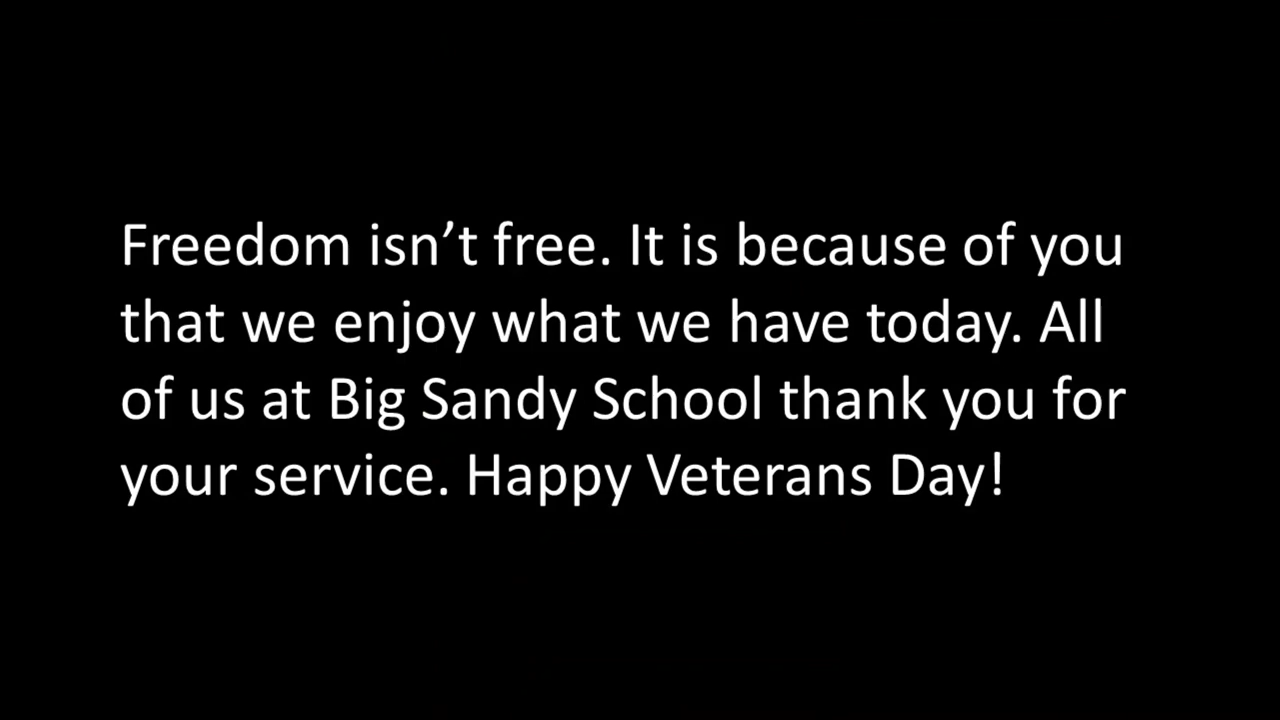 Freedom isn’t free. It is because of you
that we enjoy what we have today. All
of us at Big Sandy School thank you for
your service. Happy Veterans Day!